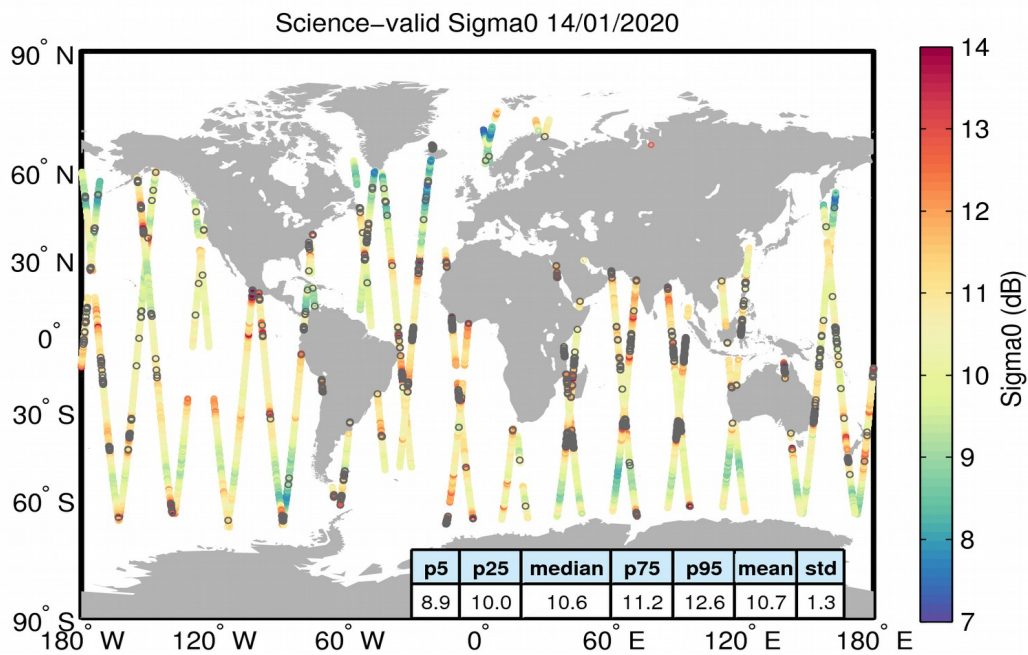 Science−valid Sigma0 14/01/2020
90° N
60° N
30° N
0°
30° S
60° S
90° S
180° W
120° W
60° W
0°
60° E
120° E
180° E
p5 p25 median p75 p95 mean std
8.9 10.0 10.6 11.2 12.6 10.7 1.3
14
13
12
11
10
9
8
7
Sigma0 (dB)